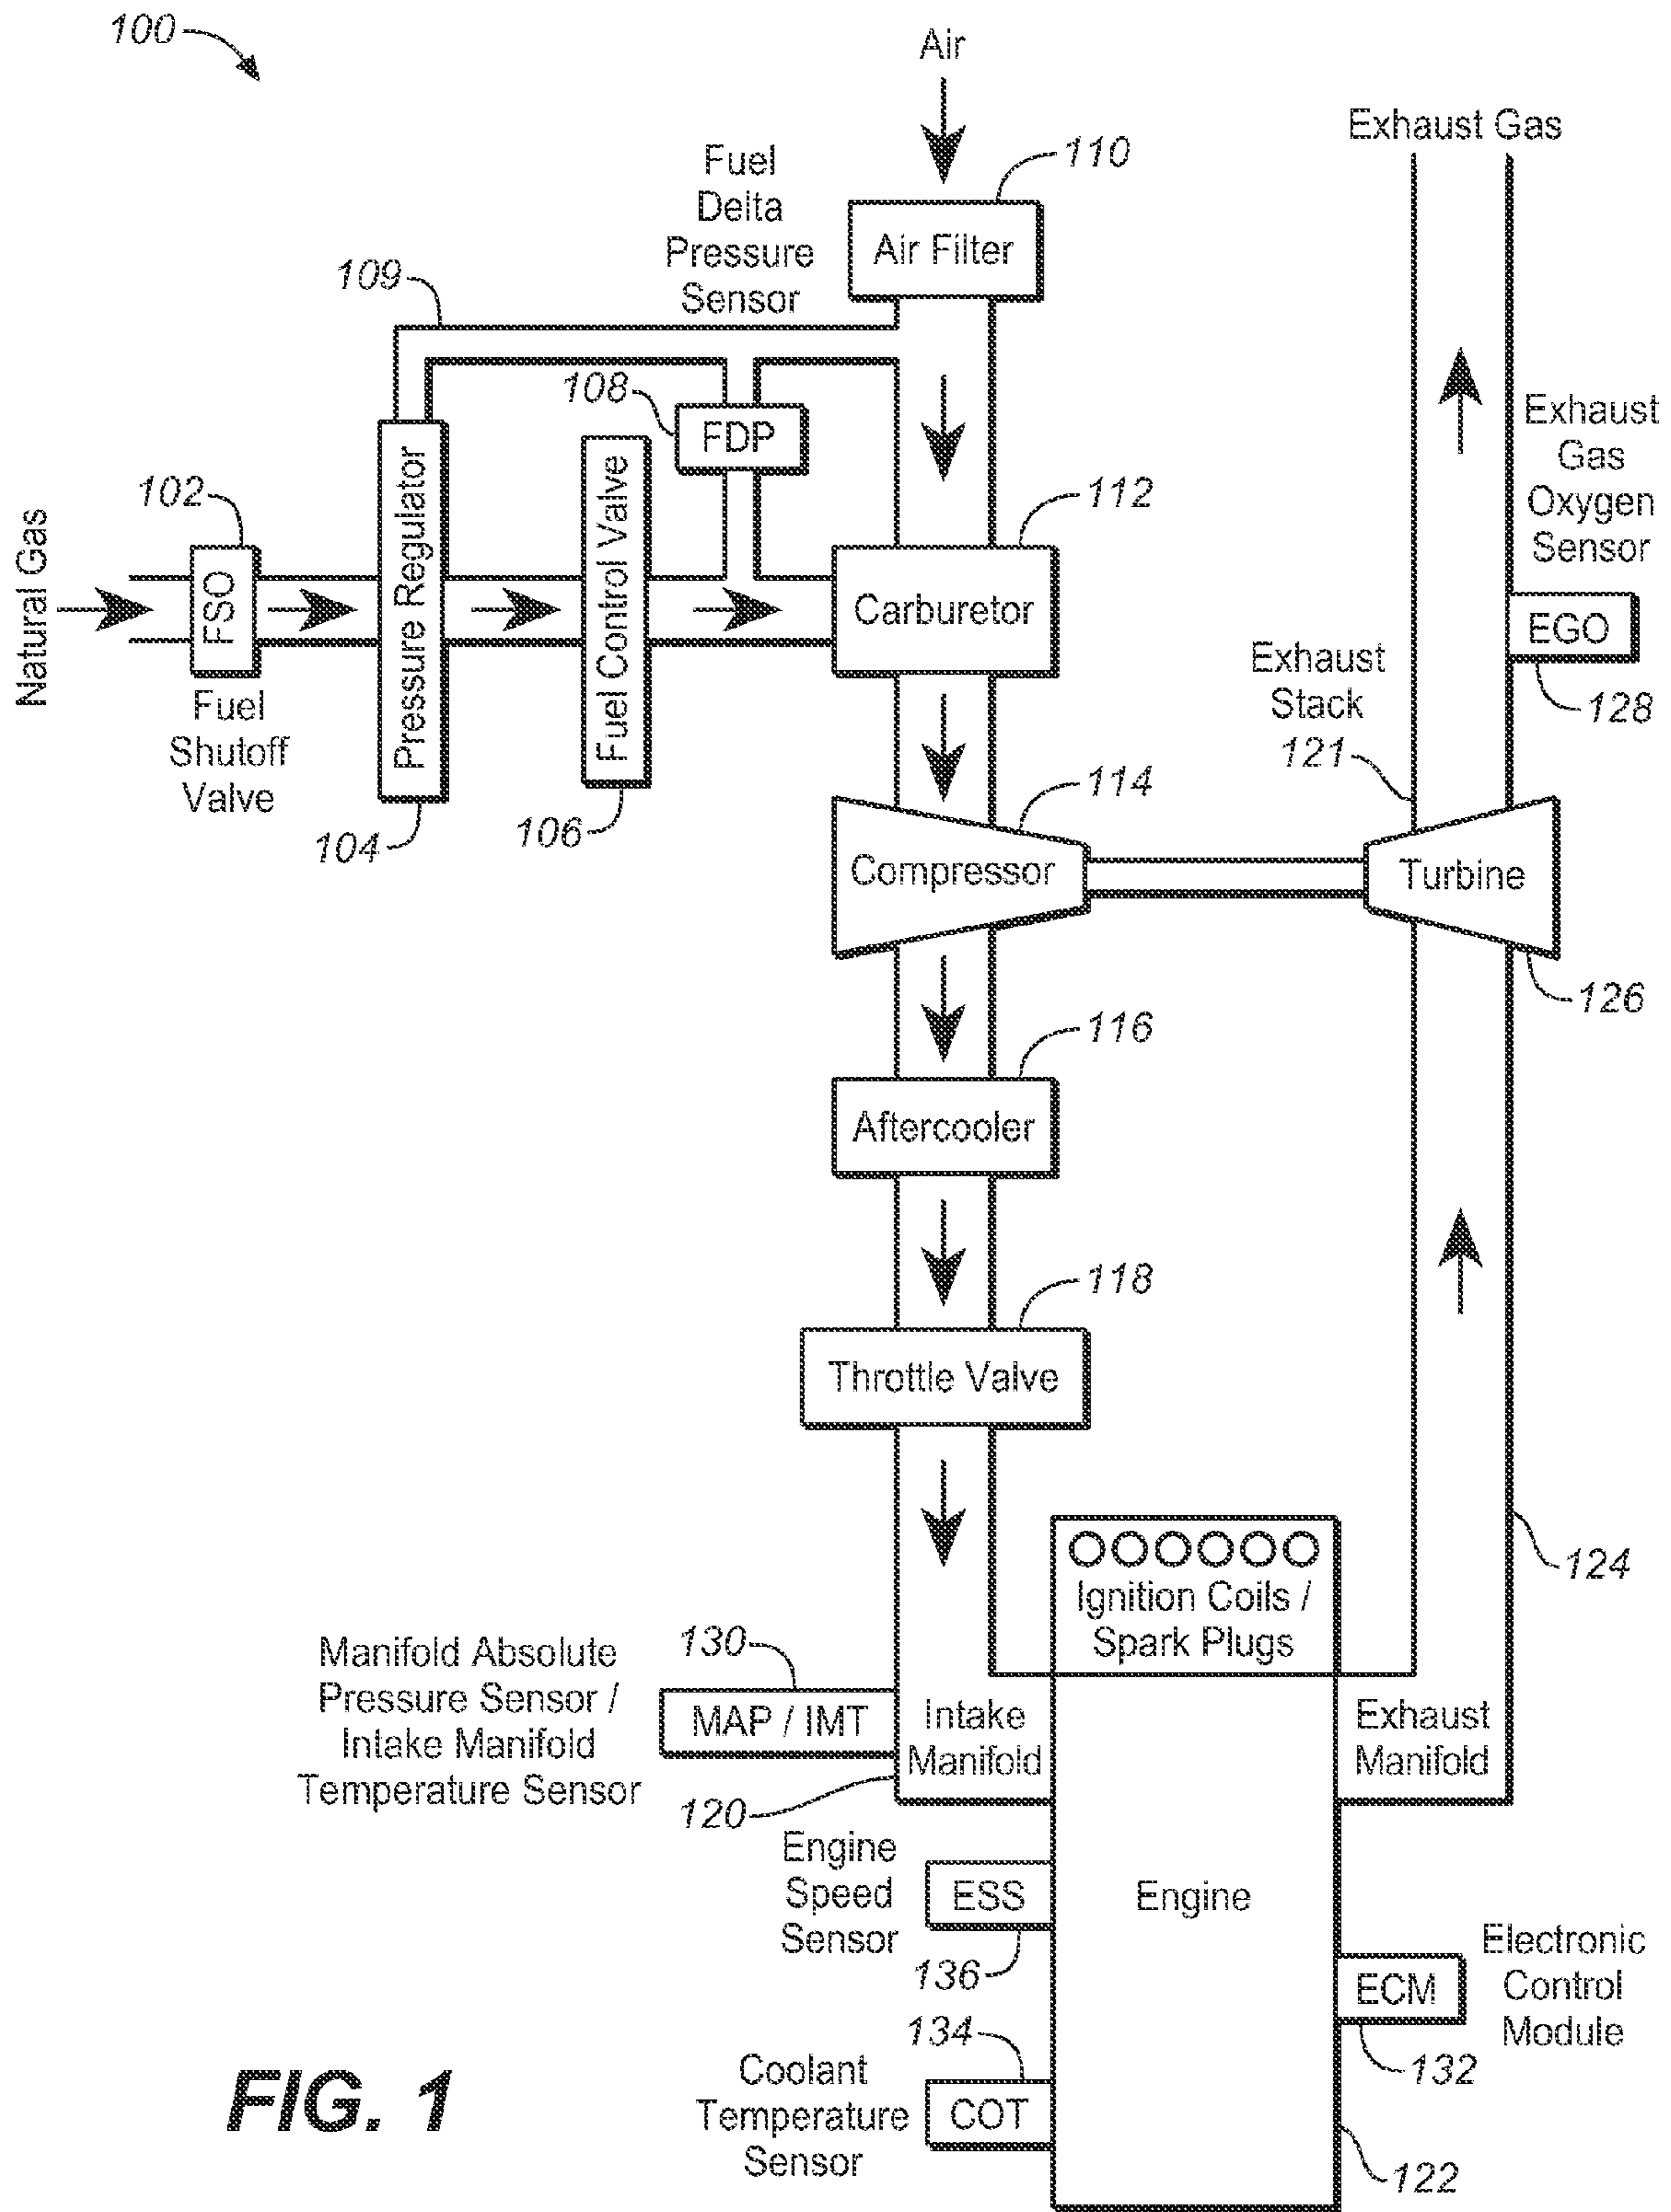 100
Air
Exhaust Gas
Fuel
Delta
Pressure
Sensor
110
Air Filter
109
108
FDP
Exhaust
Gas
Oxygen
Sensor
102
Natural Gas
FSO
Fuel
Shutoff
Valve
Pressure Regulator
104
Fuel Control Valve
106
112
Carburetor
EGO
128
Exhaust
Stack
121
114
Compressor
Turbine
126
116
Aftercooler
118
Throttle Valve
124
Ignition Coils /
Spark Plugs
Manifold Absolute
Pressure Sensor /
Intake Manifold
Temperature Sensor
130
MAP / IMT
120
Intake
Manifold
Exhaust
Manifold
Engine
Speed
Sensor
ESS
136
Engine
Electronic
Control
Module
ECM
132
134
Coolant
Temperature
Sensor
COT
122
FIG. 1